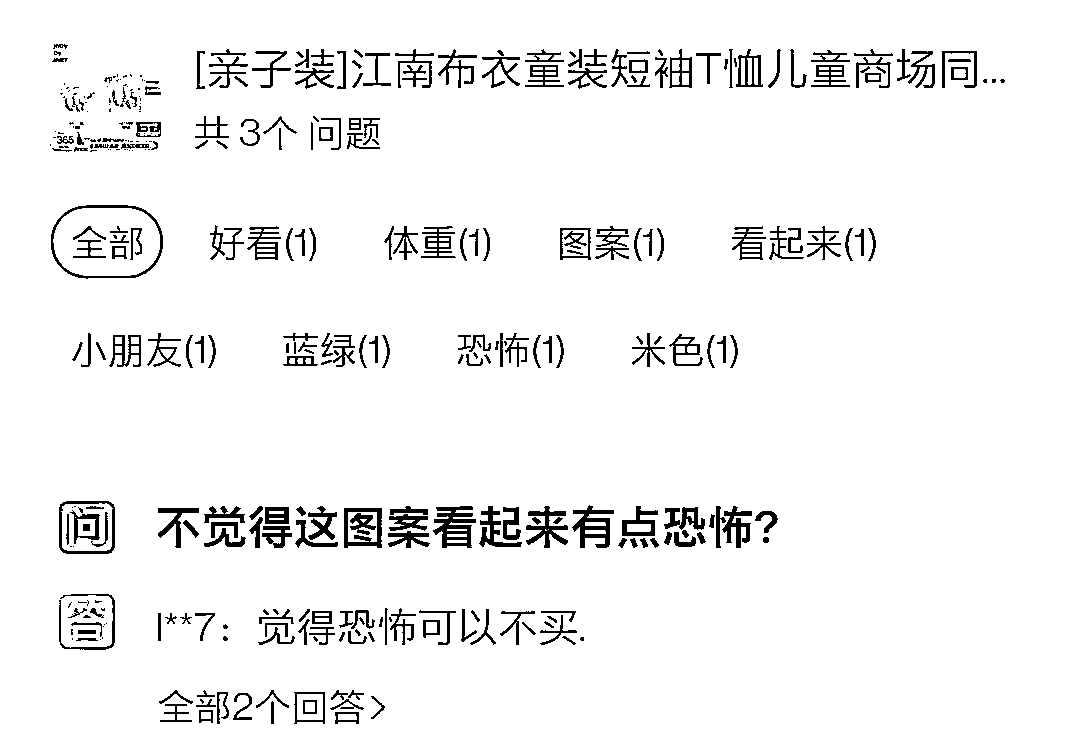 [亲子装]江南布衣童装短袖T恤儿童商场同...
共 3个 问题
全部 好看(1) 体重(1) 图案(1) 看起来(1)
小朋友(1) 蓝绿(1) 恐怖(1) 米色(1)
问 不觉得这图案看起来有点恐怖?
答 l**7：觉得恐怖可以不买.
全部2个回答>